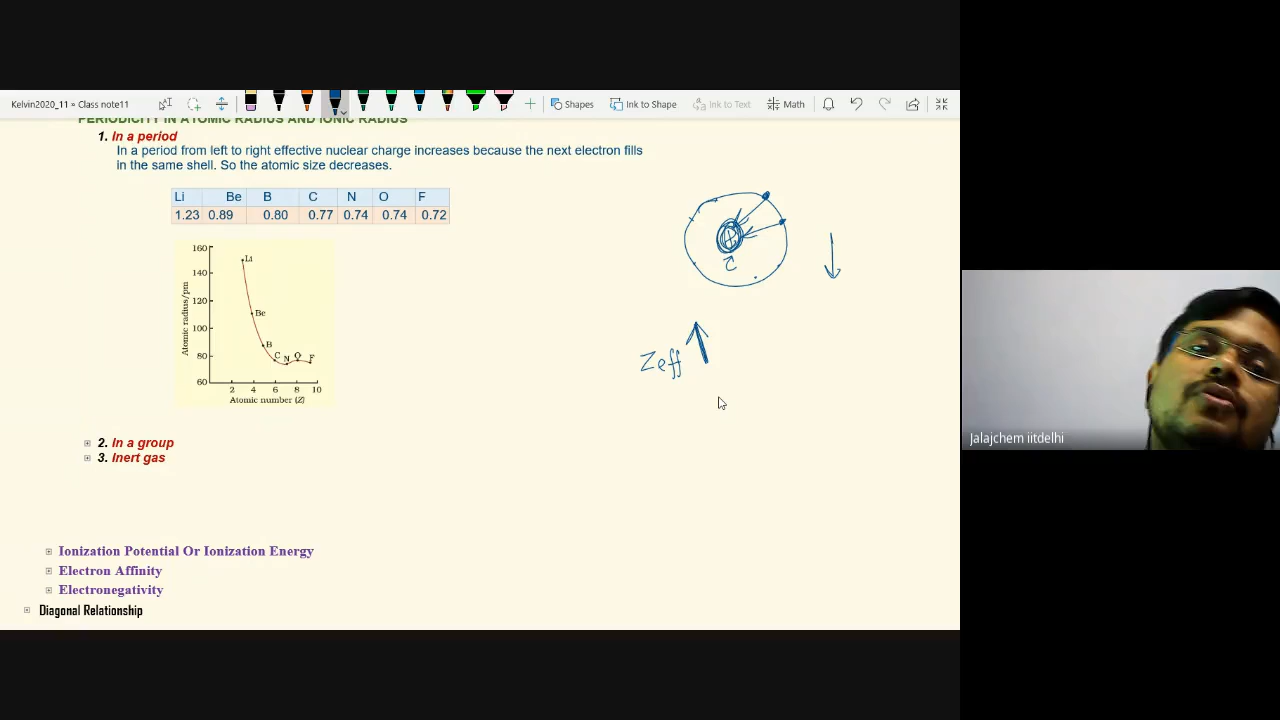 Kelvin2020_11 » Class note11
Shapes
Ink to Shape
Ink to Text
Math
PERIODICITY IN ATOMIC RADIUS AND IONIC RADIUS
1. In a period
In a period from left to right effective nuclear charge increases because the next electron fills
in the same shell. So the atomic size decreases.
Li Be B C N O F
1.23 0.89 0.80 0.77 0.74 0.74 0.72
160
140
120
100
80
60
Atomic radius/pm
Li
Be
B
C N O F
2 4 6 8 10
Atomic number (Z)
Zeff
2. In a group
3. Inert gas
Ionization Potential Or Ionization Energy
Electron Affinity
Electronegativity
Diagonal Relationship
Jalajchem iitdelhi